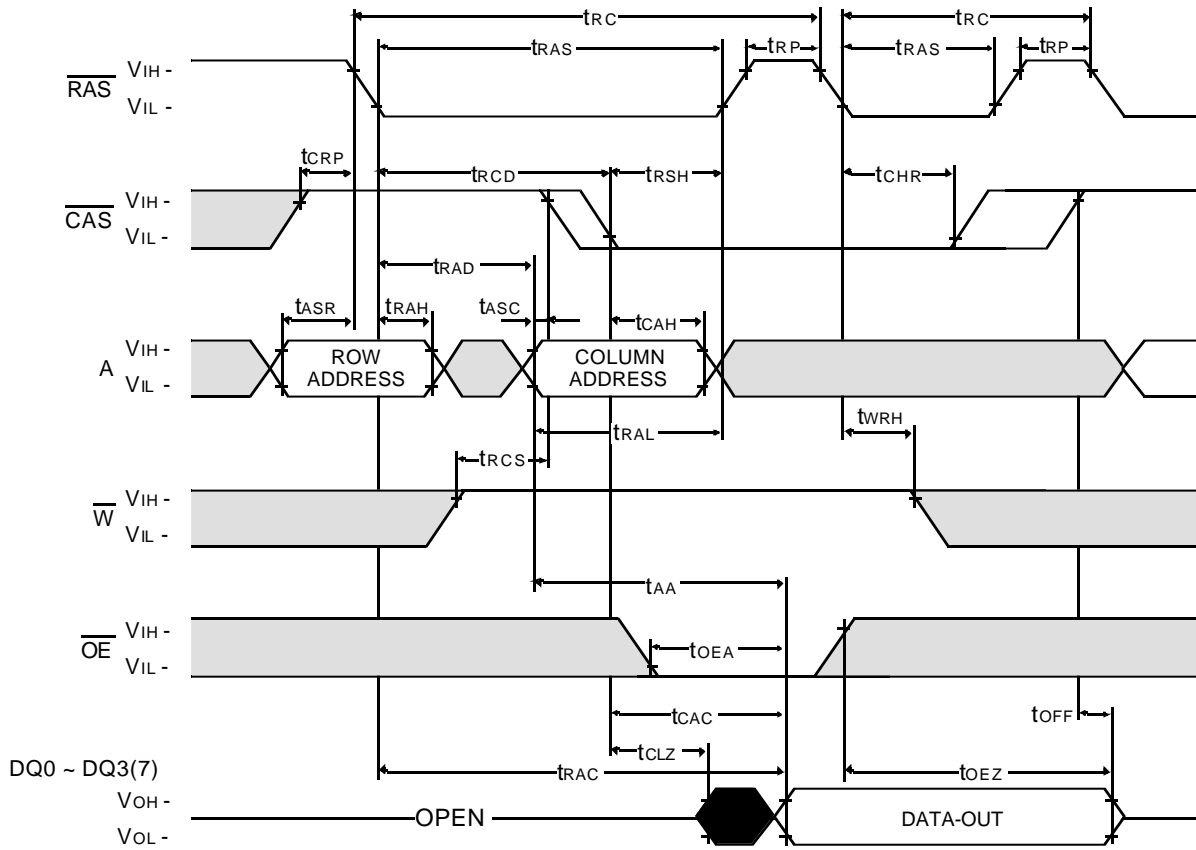 tRC tRC
tRAS tRP tRAS tRP
RAS VIH -
VIL -
tCRP tRCD tRSH tCHR
CAS VIH -
VIL -
tRAD
tASR tRAH tASC tCAH
A VIH -
VIL -
ROW ADDRESS
COLUMN ADDRESS
tRAL tWRH
tRCS
W VIH -
VIL -
tAA
OE VIH -
VIL -
tOEA
tCAC tOFF
tCLZ
DQ0 ~ DQ3(7) tRAC tOEZ
VOH -
VOL -
OPEN DATA-OUT